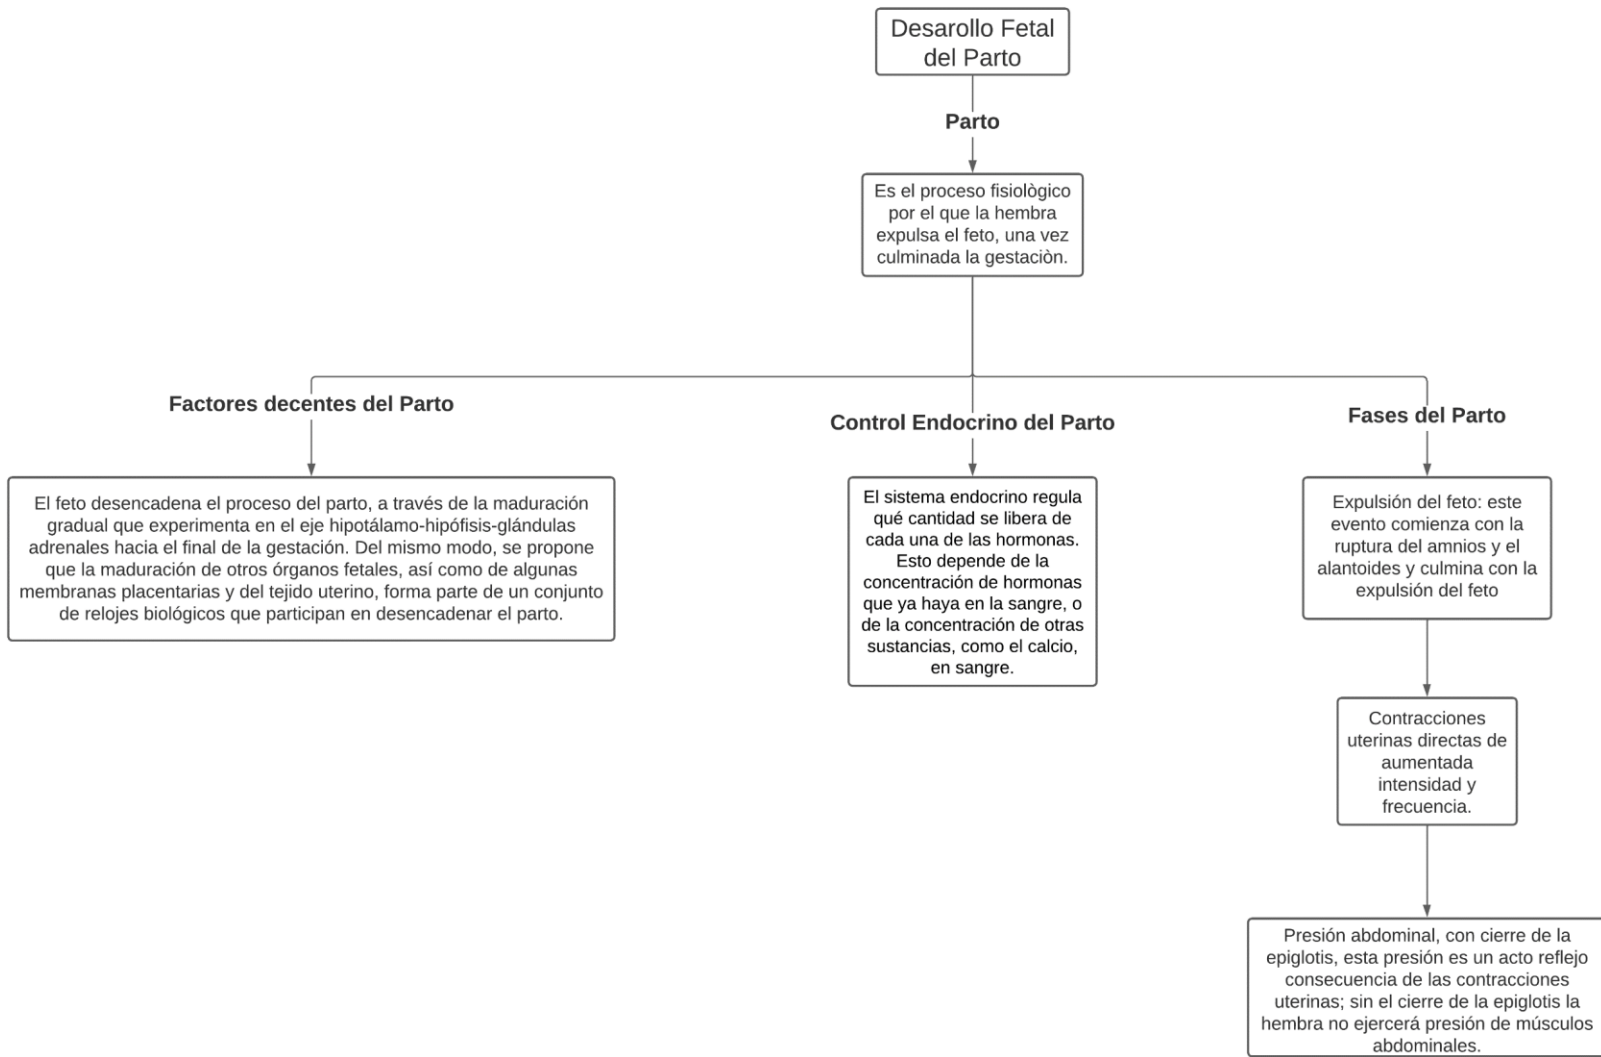 Desarollo Fetal
del Parto
Parto
Es el proceso fisiològico
por el que la hembra
expulsa el feto, una vez
culminada la gestaciòn.
Factores decentes del Parto
El feto desencadena el proceso del parto, a través de la maduración
gradual que experimenta en el eje hipotálamo-hipófisis-glándulas
adrenales hacia el final de la gestación. Del mismo modo, se propone
que la maduración de otros órganos fetales, así como de algunas
membranas placentarias y del tejido uterino, forma parte de un conjunto
de relojes biológicos que participan en desencadenar el parto.
Control Endocrino del Parto
El sistema endocrino regula
qué cantidad se libera de
cada una de las hormonas.
Esto depende de la
concentración de hormonas
que ya haya en la sangre, o
de la concentración de otras
sustancias, como el calcio,
en sangre.
Fases del Parto
Expulsión del feto: este
evento comienza con la
ruptura del amnios y el
alantoides y culmina con la
expulsión del feto
Contracciones
uterinas directas de
aumentada
intensidad y
frecuencia.
Presión abdominal, con cierre de la
epiglotis, esta presión es un acto reflejo
consecuencia de las contracciones
uterinas; sin el cierre de la epiglotis la
hembra no ejercerá presión de músculos
abdominales.